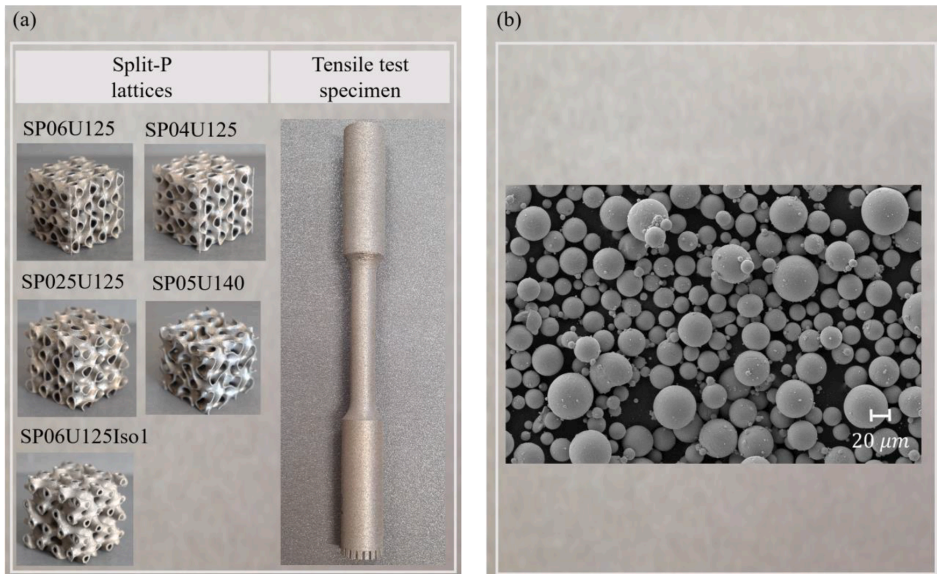 (a)
Split-P
lattices
Tensile test
specimen
SP06U125
SP04U125
SP025U125
SP05U140
SP06U125Iso1
(b)
20 μm